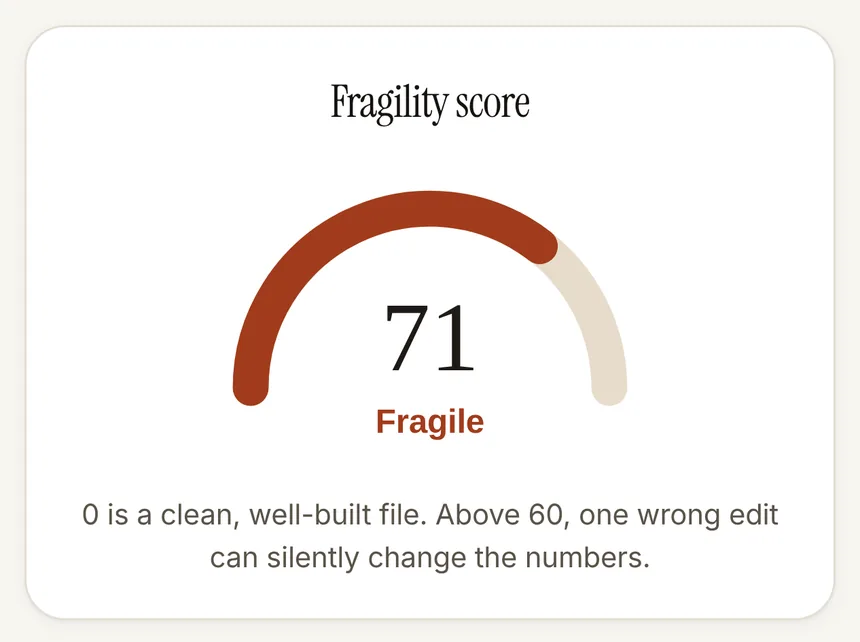 Fragility score
71
Fragile
0 is a clean, well-built file. Above 60, one wrong edit
can silently change the numbers.